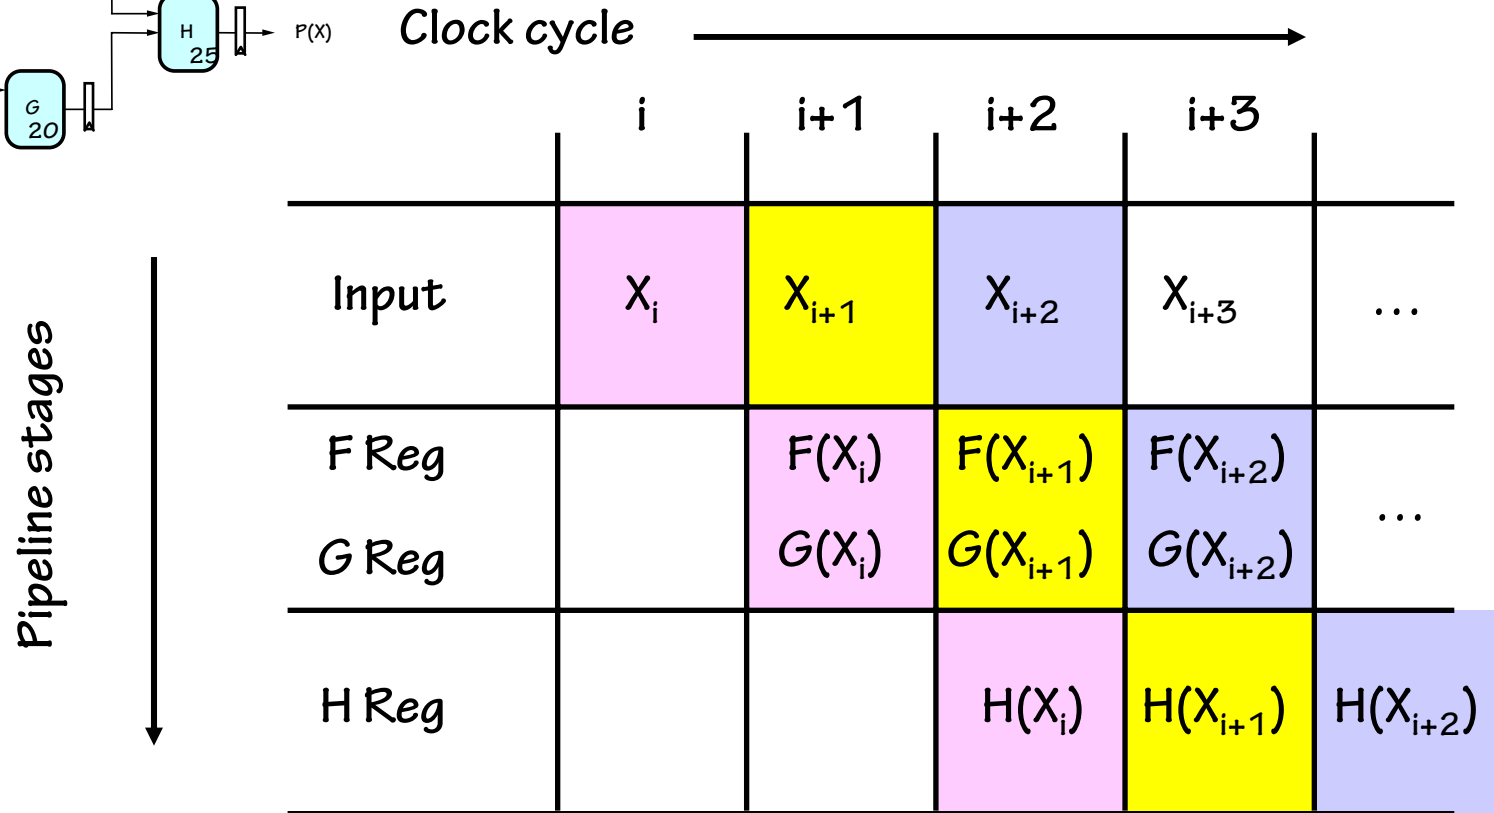 H
25
P(X)
Clock cycle
G
20
i i+1 i+2 i+3
Pipeline stages
Input Xi Xi+1 Xi+2 Xi+3 ...
F Reg F(Xi) F(Xi+1) F(Xi+2)
...
G Reg G(Xi) G(Xi+1) G(Xi+2)
H Reg H(Xi) H(Xi+1) H(Xi+2)